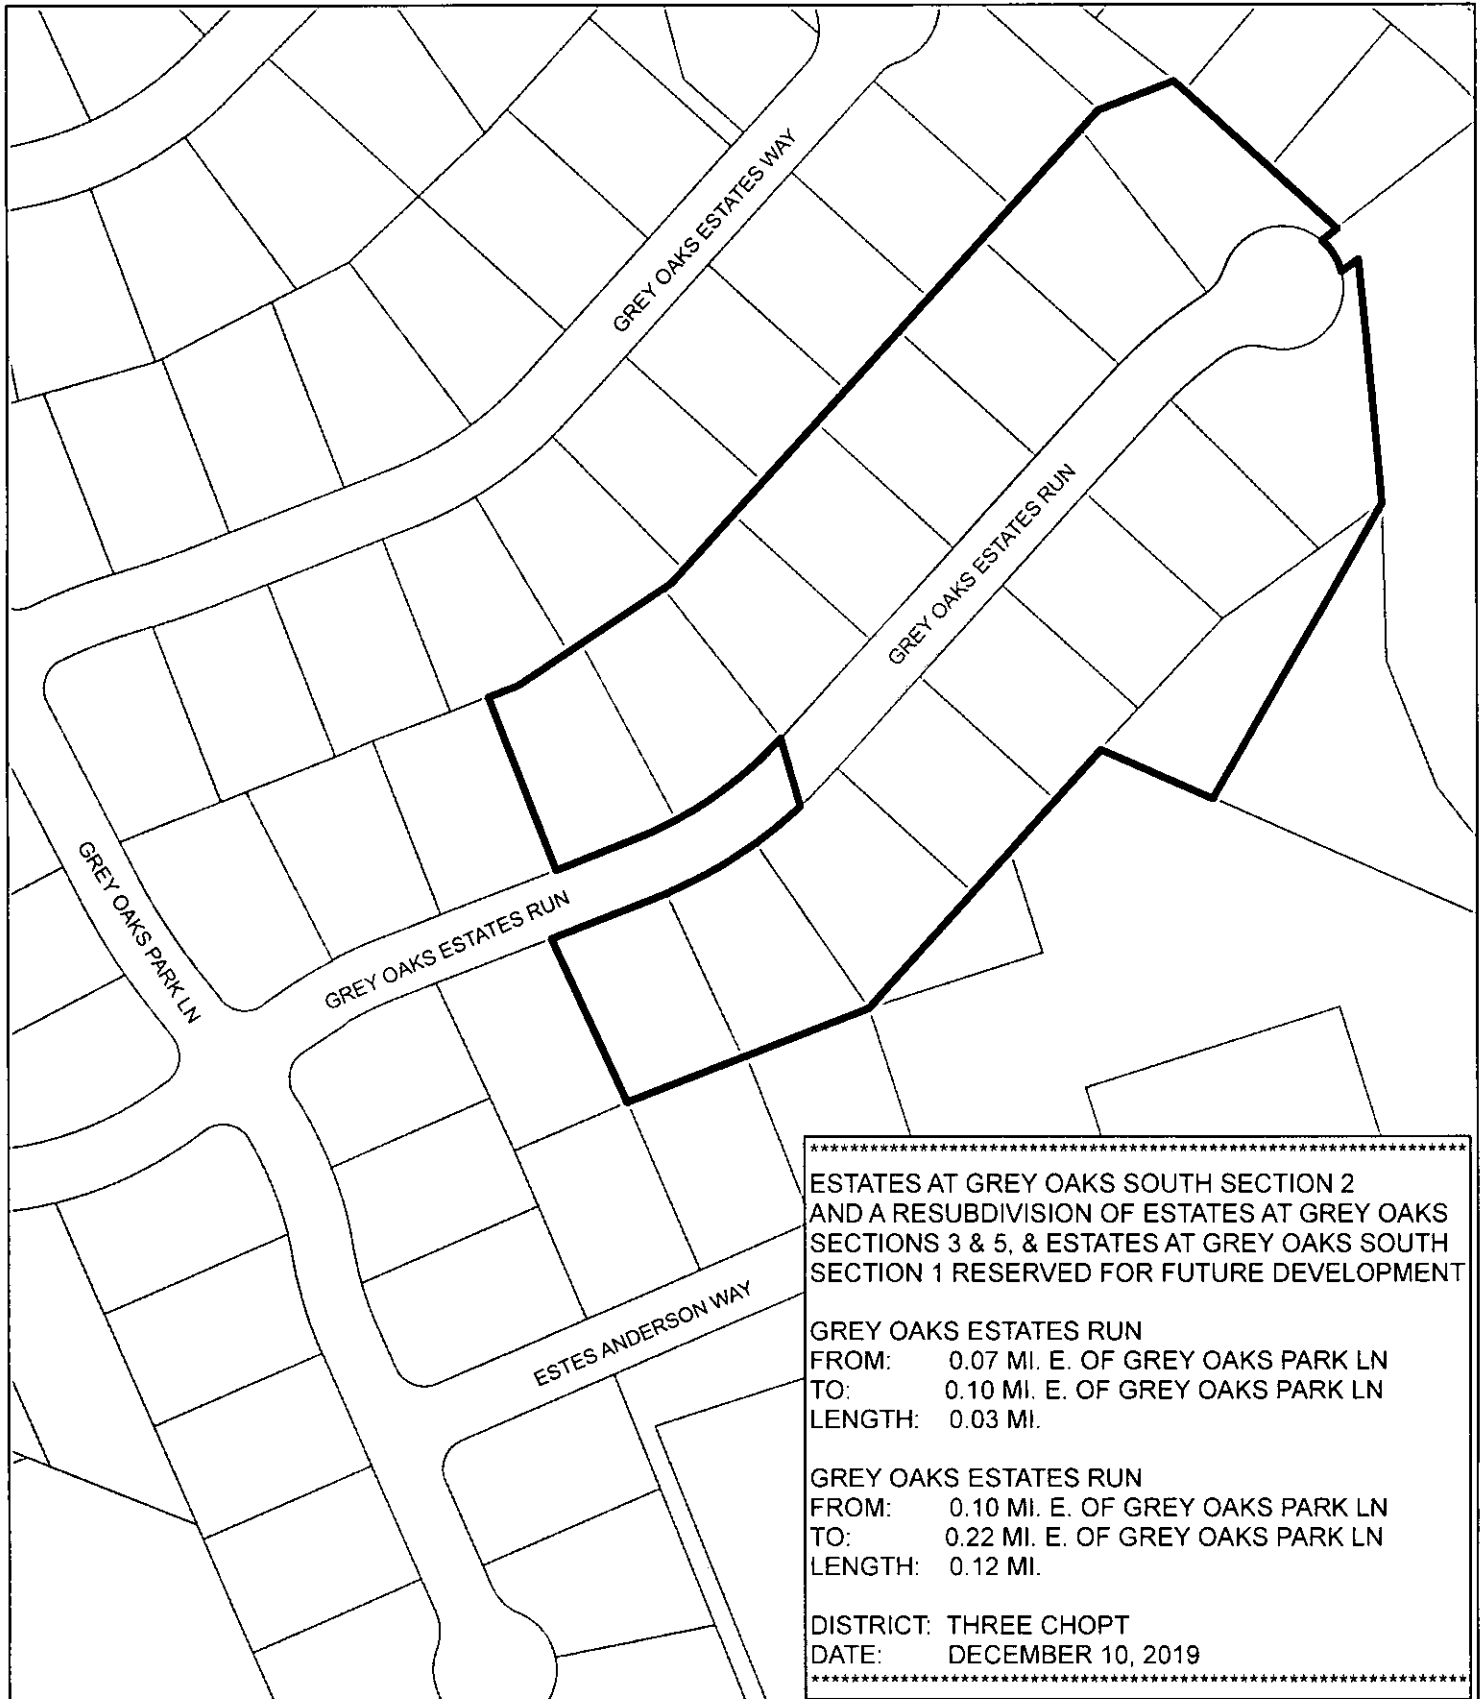 GREY OAKS ESTATES WAY
GREY OAKS ESTATES RUN
GREY OAKS PARK LN
GREY OAKS ESTATES RUN
ESTES ANDERSON WAY
******************************************************************
ESTATES AT GREY OAKS SOUTH SECTION 2
AND A RESUBDIVISION OF ESTATES AT GREY OAKS
SECTIONS 3 & 5, & ESTATES AT GREY OAKS SOUTH
SECTION 1 RESERVED FOR FUTURE DEVELOPMENT
GREY OAKS ESTATES RUN
FROM: 0.07 MI. E. OF GREY OAKS PARK LN
TO: 0.10 MI. E. OF GREY OAKS PARK LN
LENGTH: 0.03 MI.
GREY OAKS ESTATES RUN
FROM: 0.10 MI. E. OF GREY OAKS PARK LN
TO: 0.22 MI. E. OF GREY OAKS PARK LN
LENGTH: 0.12 MI.
DISTRICT: THREE CHOPT
DATE: DECEMBER 10, 2019
******************************************************************